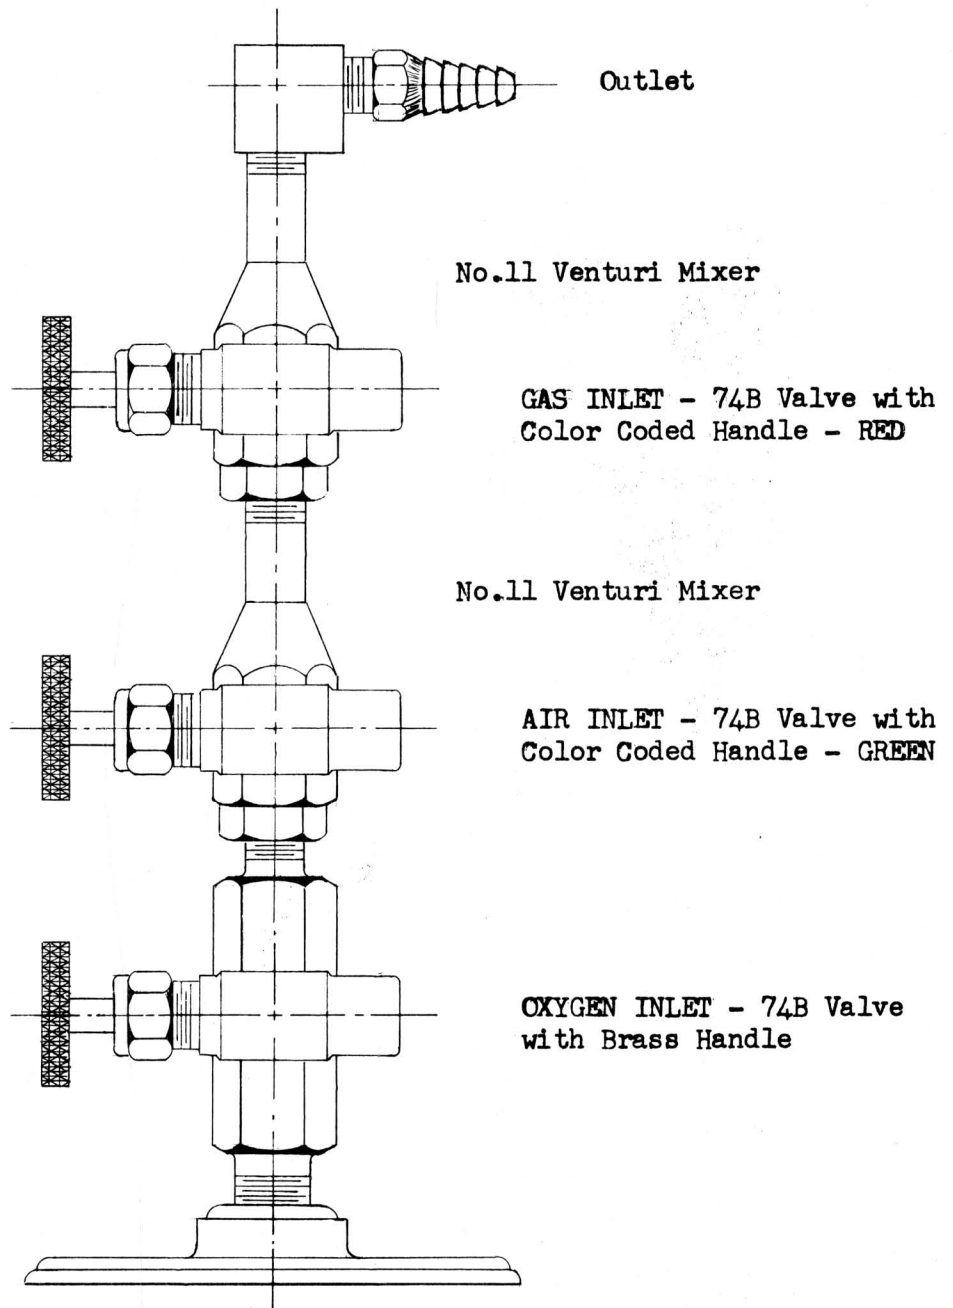 Outlet
No.11 Venturi Mixer
GAS INLET - 74B Valve with
Color Coded Handle - RED
No.11 Venturi Mixer
AIR INLET - 74B Valve with
Color Coded Handle - GREEN
OXYGEN INLET - 74B Valve
with Brass Handle